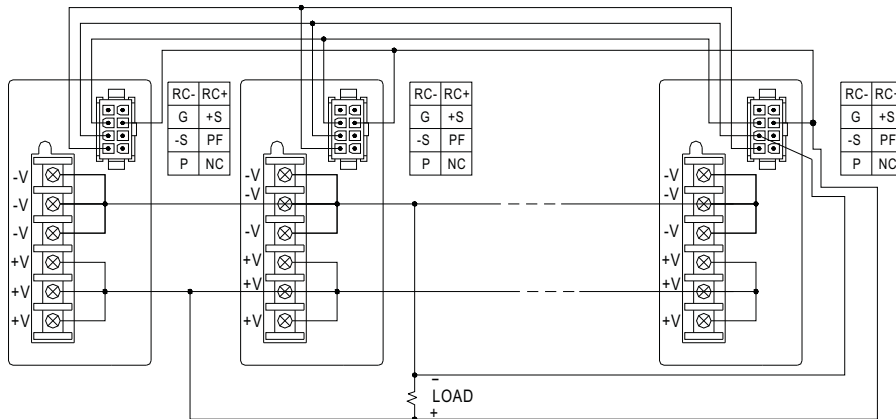 RC- RC+
G +S
-S PF
P NC
RC- RC+
G +S
-S PF
P NC
RC- RC+
G +S
-S PF
P NC
-V
-V
-V
+V
+V
+V
-V
-V
-V
+V
+V
+V
-V
-V
-V
+V
+V
+V
-
LOAD
+